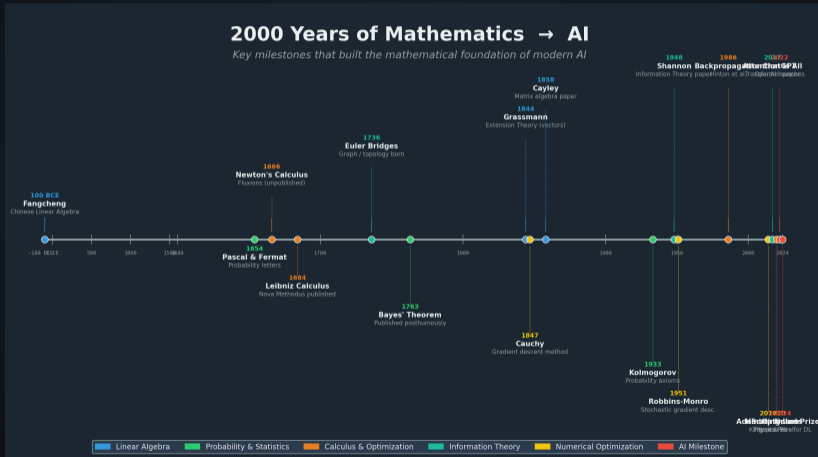 2000 Years of Mathematics → AI
Key milestones that built the mathematical foundation of modern AI
100 BCE
Fangcheng
Chinese Linear Algebra
1654
Pascal & Fermat
Probability letters
1666
Newton's Calculus
Fluxions (unpublished)
1684
Leibniz Calculus
Nova Methodus published
1736
Euler Bridges
Graph / topology born
1763
Bayes' Theorem
Published posthumously
1844
Grassmann
Extension Theory (vectors)
1847
Cauchy
Gradient descent method
1858
Cayley
Matrix algebra paper
1933
Kolmogorov
Probability axioms
1948
Shannon
Information Theory paper
1951
Robbins-Monro
Stochastic gradient desc.
1986
Backpropagation
Hinton et al.
500
1000
1700
1800
1900
1950
2000
2024
Linear Algebra
Probability & Statistics
Calculus & Optimization
Information Theory
Numerical Optimization
AI Milestone